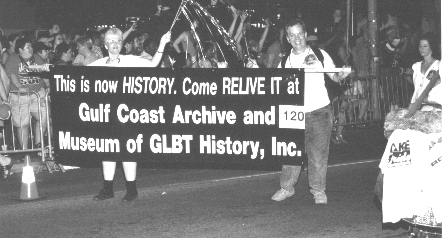 This is now HISTORY. Come RELIVE IT at
Gulf Coast Archive and
120
Museum of GLBT History, Inc.